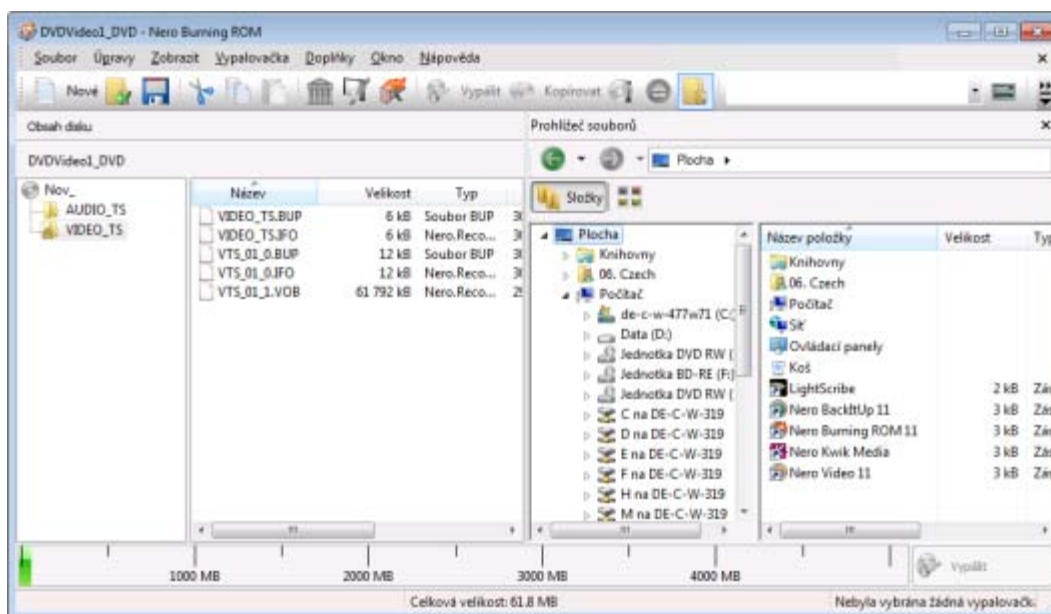 DVDVideo1_DVD - Nero Burning ROM
Soubor Úpravy Zobrazit Vypalovačka Doplňky Okno Nápověda
Nové Vypálit Kopírovat
Obsah disku
DVDVideo1_DVD
Nov_
AUDIO_TS
VIDEO_TS
Název Velikost Typ
VIDEO_TS.BUP 6 kB Soubor BUP
VIDEO_TS.IFO 6 kB Nero.Reco...
VTS_01_0.BUP 12 kB Soubor BUP
VTS_01_0.IFO 12 kB Nero.Reco...
VTS_01_1.VOB 61 792 kB Nero.Reco...
Prohlížeč souborů
Plocha
Složky
Plocha
Knihovny
06. Czech
Počítač
de-c-w-477w71 (C:
Data (D:)
Jednotka DVD RW (
Jednotka BD-RE (F:
Jednotka DVD RW (
C na DE-C-W-319
D na DE-C-W-319
E na DE-C-W-319
F na DE-C-W-319
H na DE-C-W-319
M na DE-C-W-319
Název položky Velikost Typ
Knihovny
06. Czech
Počítač
Síť
Ovládací panely
Koš
LightScribe 2 kB Zás
Nero BackItUp 11 3 kB Zás
Nero Burning ROM 11 3 kB Zás
Nero Kwik Media 3 kB Zás
Nero Video 11 3 kB Zás
1000 MB 2000 MB 3000 MB 4000 MB
Vypálit
Celková velikost: 61.8 MB Nebyla vybrána žádná vypalovačk.